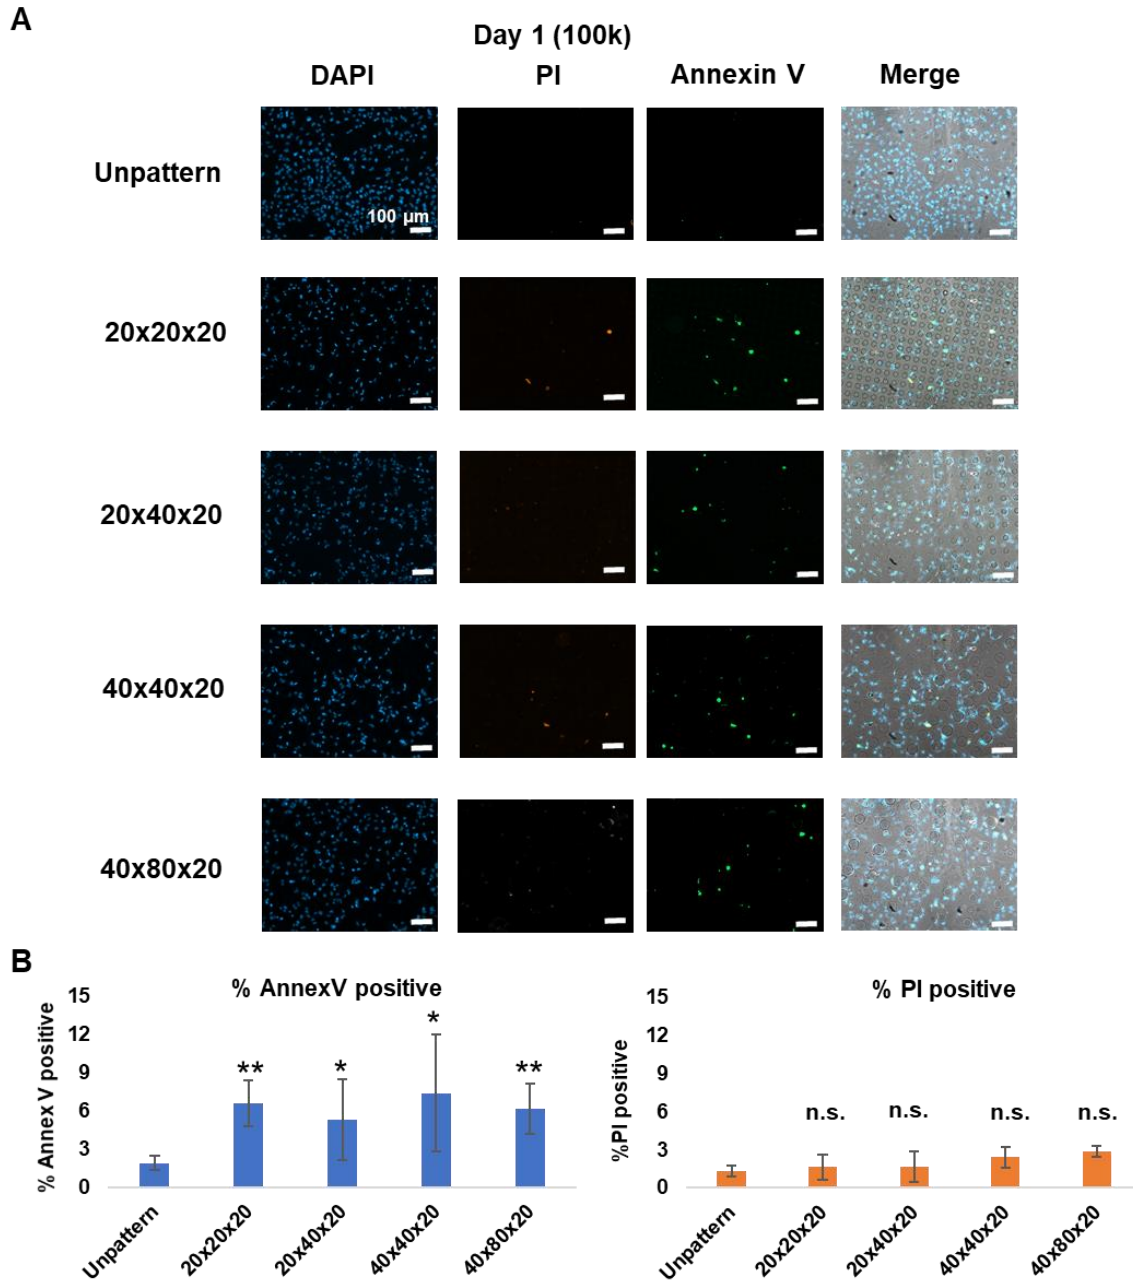 A
Day 1 (100k)
DAPI PI Annexin V Merge
Unpattern
100 µm
20x20x20
20x40x20
40x40x20
40x80x20
B
% AnnexV positive
% Annex V positive
15
12
9
6
3
0
** * * **
Unpattern 20x20x20 20x40x20 40x40x20 40x80x20
% PI positive
%PI positive
15
12
9
6
3
0
n.s. n.s. n.s. n.s.
Unpattern 20x20x20 20x40x20 40x40x20 40x80x20